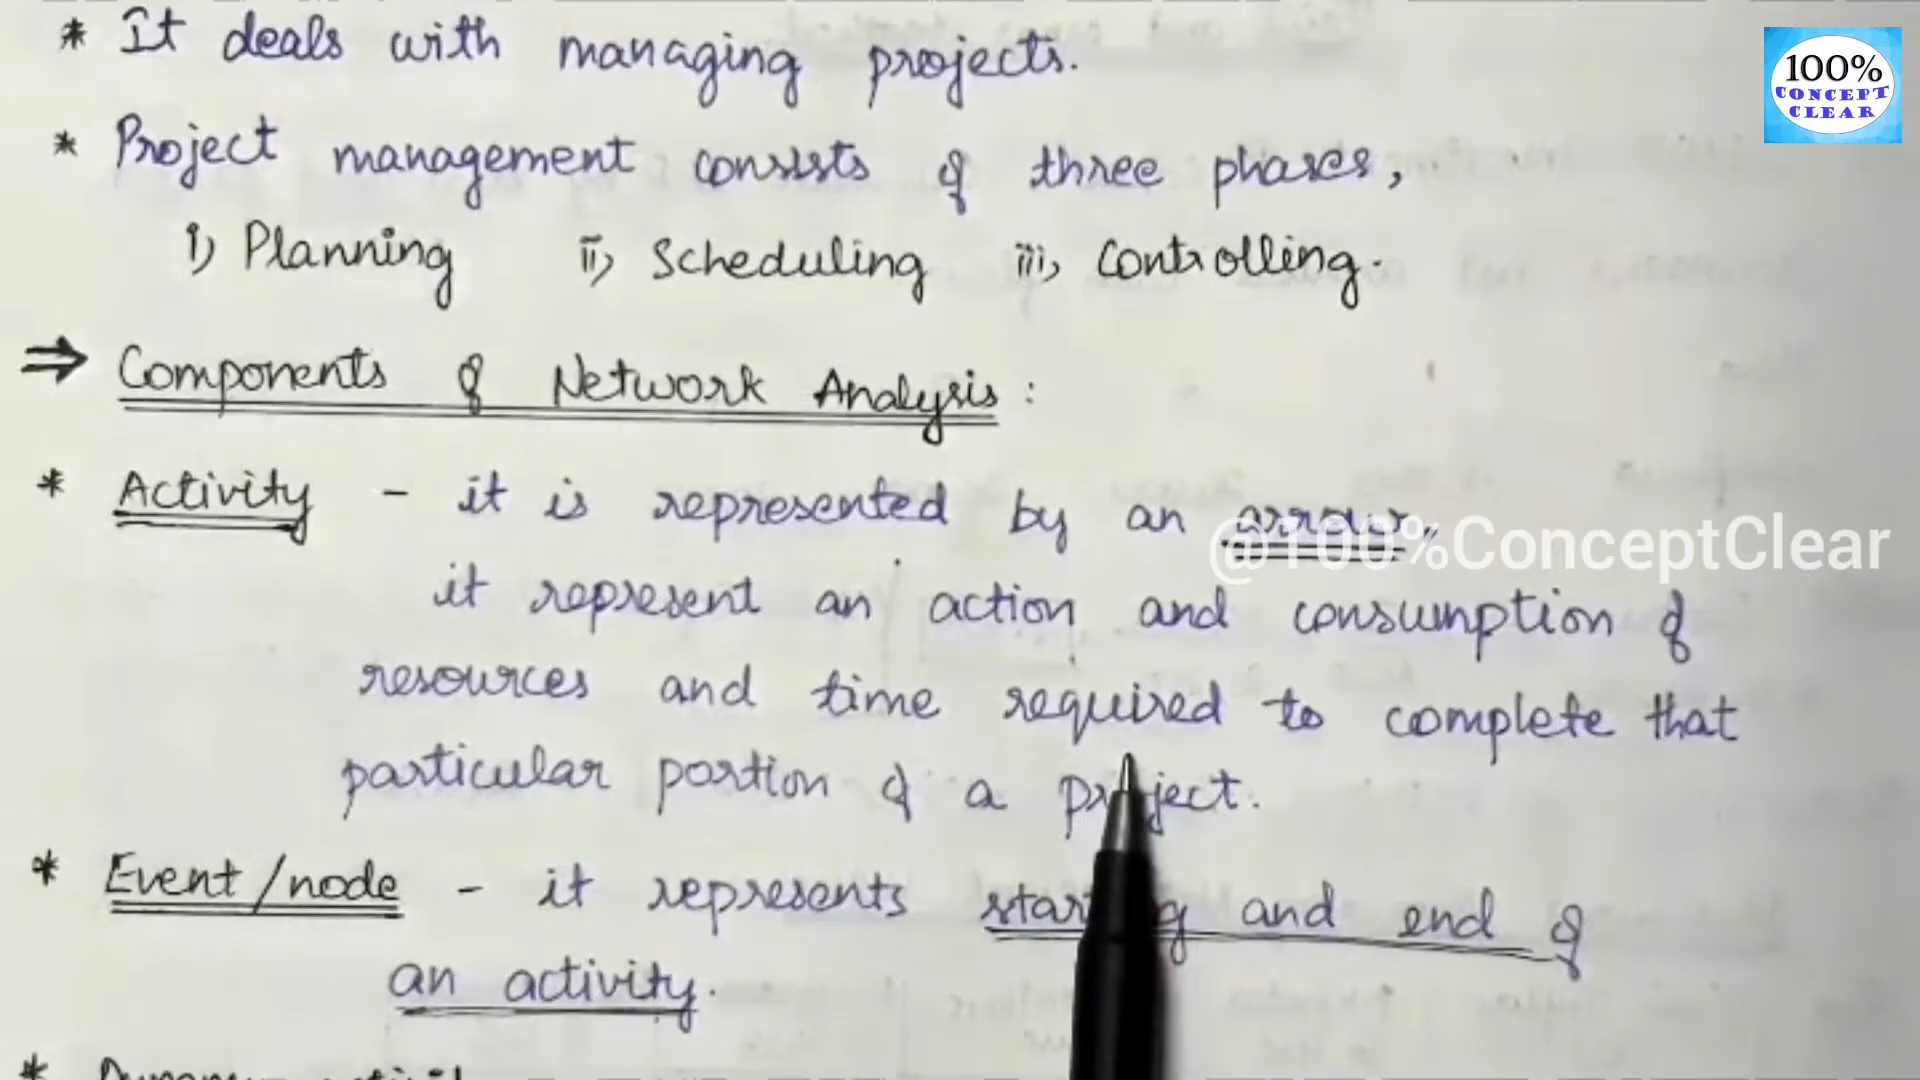 * It deals with managing projects.
* Project management consists of three phases,
i) Planning ii) Scheduling iii) Controlling.
⇒ Components of Network Analysis :
* Activity - it is represented by an arrow,
it represent an action and consumption of
resources and time required to complete that
particular portion of a project.
* Event/node - it represents starting and end of
an activity.
*
100%
CONCEPT
CLEAR
@100%ConceptClear